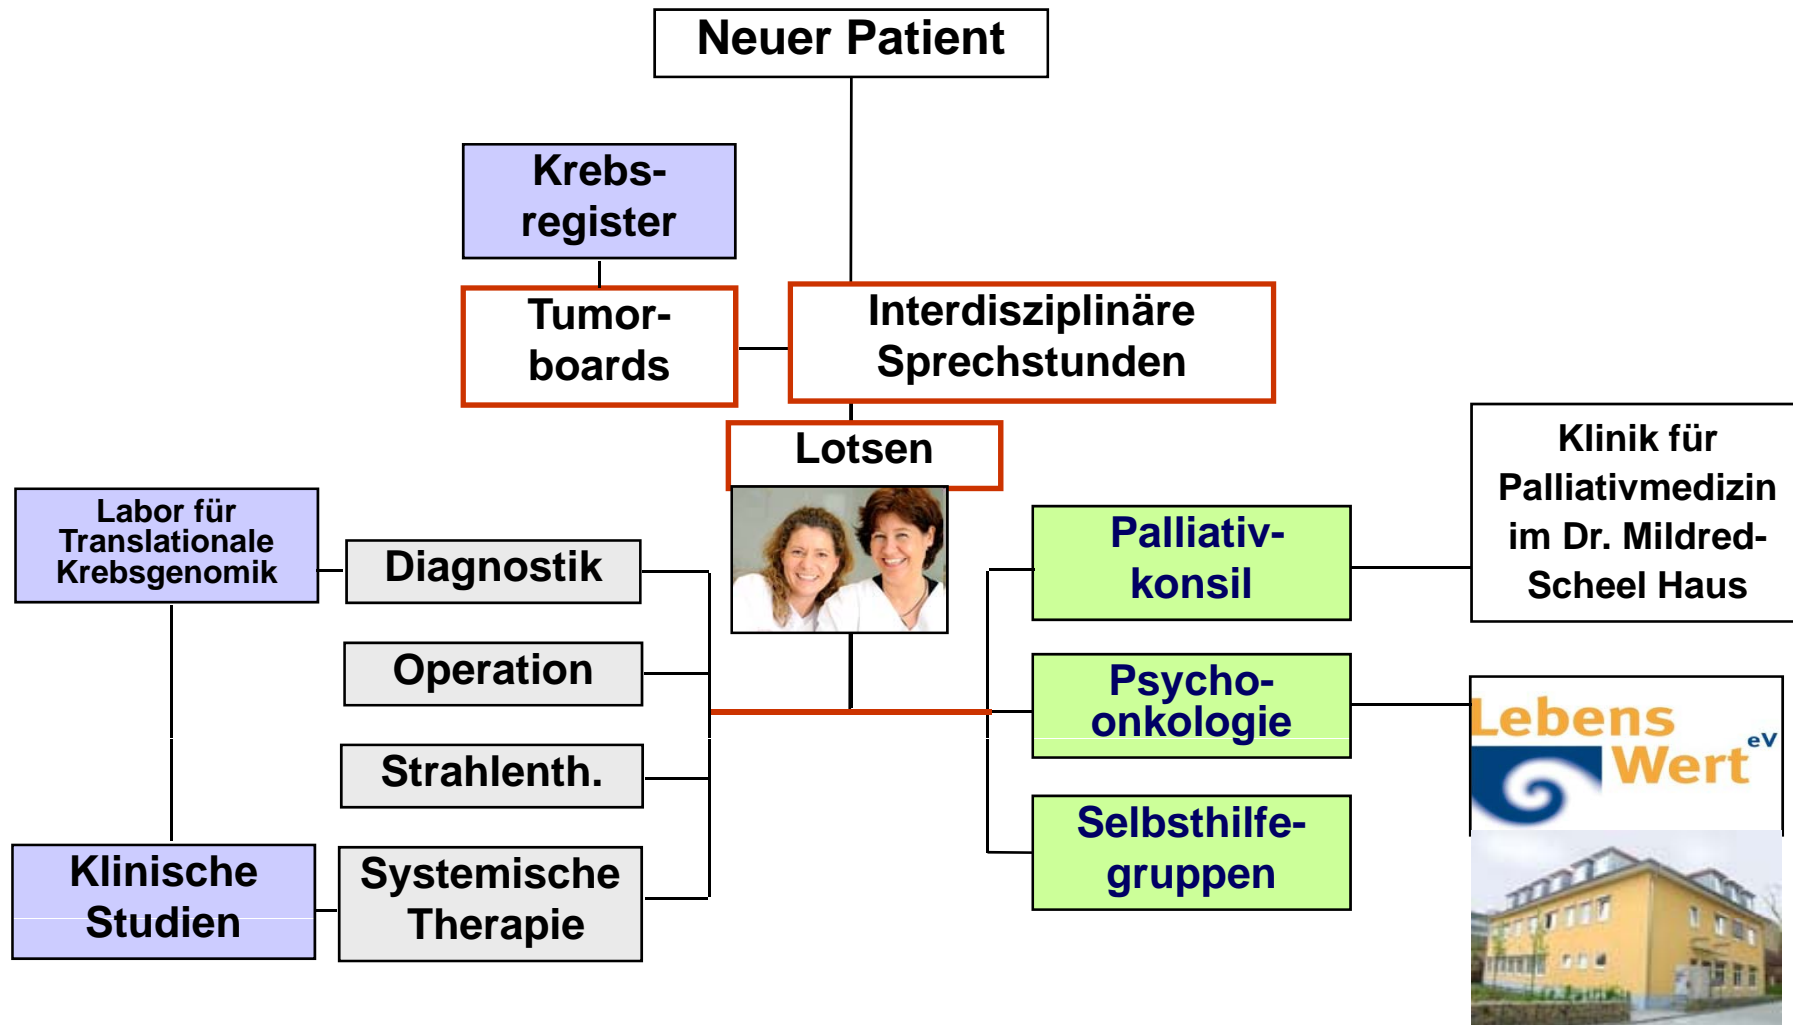 Neuer Patient
Krebs-
register
Tumor-
boards
Interdisziplinäre
Sprechstunden
Lotsen
Labor für
Translationale
Krebsgenomik
Diagnostik
Operation
Strahlenth.
Klinische
Studien
Systemische
Therapie
Palliativ-
konsil
Psycho-
onkologie
Selbsthilfe-
gruppen
Klinik für
Palliativmedizin
im Dr. Mildred-
Scheel Haus
Lebens
Wert eV